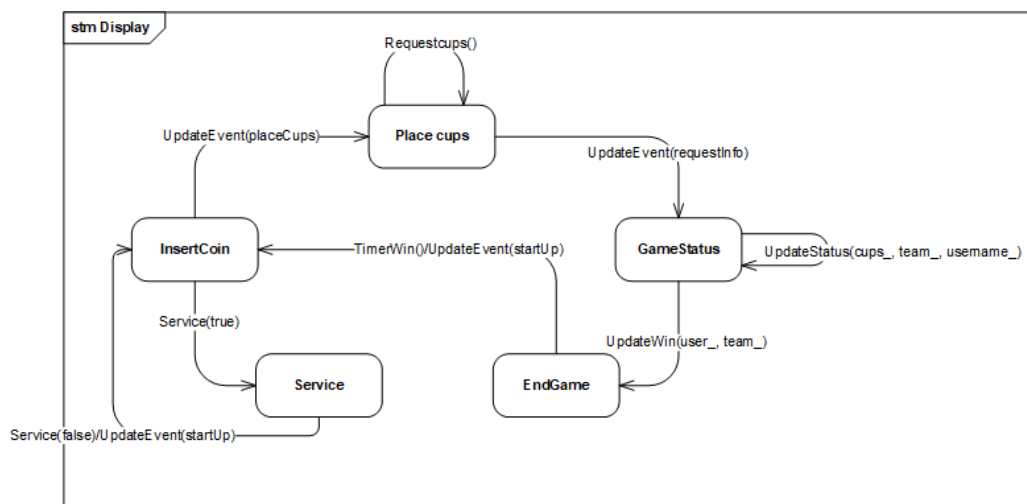 stm Display
Requestcups()
Place cups
UpdateEvent(placeCups)
UpdateEvent(requestInfo)
InsertCoin
TimerWin()/UpdateEvent(startUp)
GameStatus
UpdateStatus(cups_, team_, username_)
Service(true)
UpdateWin(user_, team_)
Service
EndGame
Service(false)/UpdateEvent(startUp)